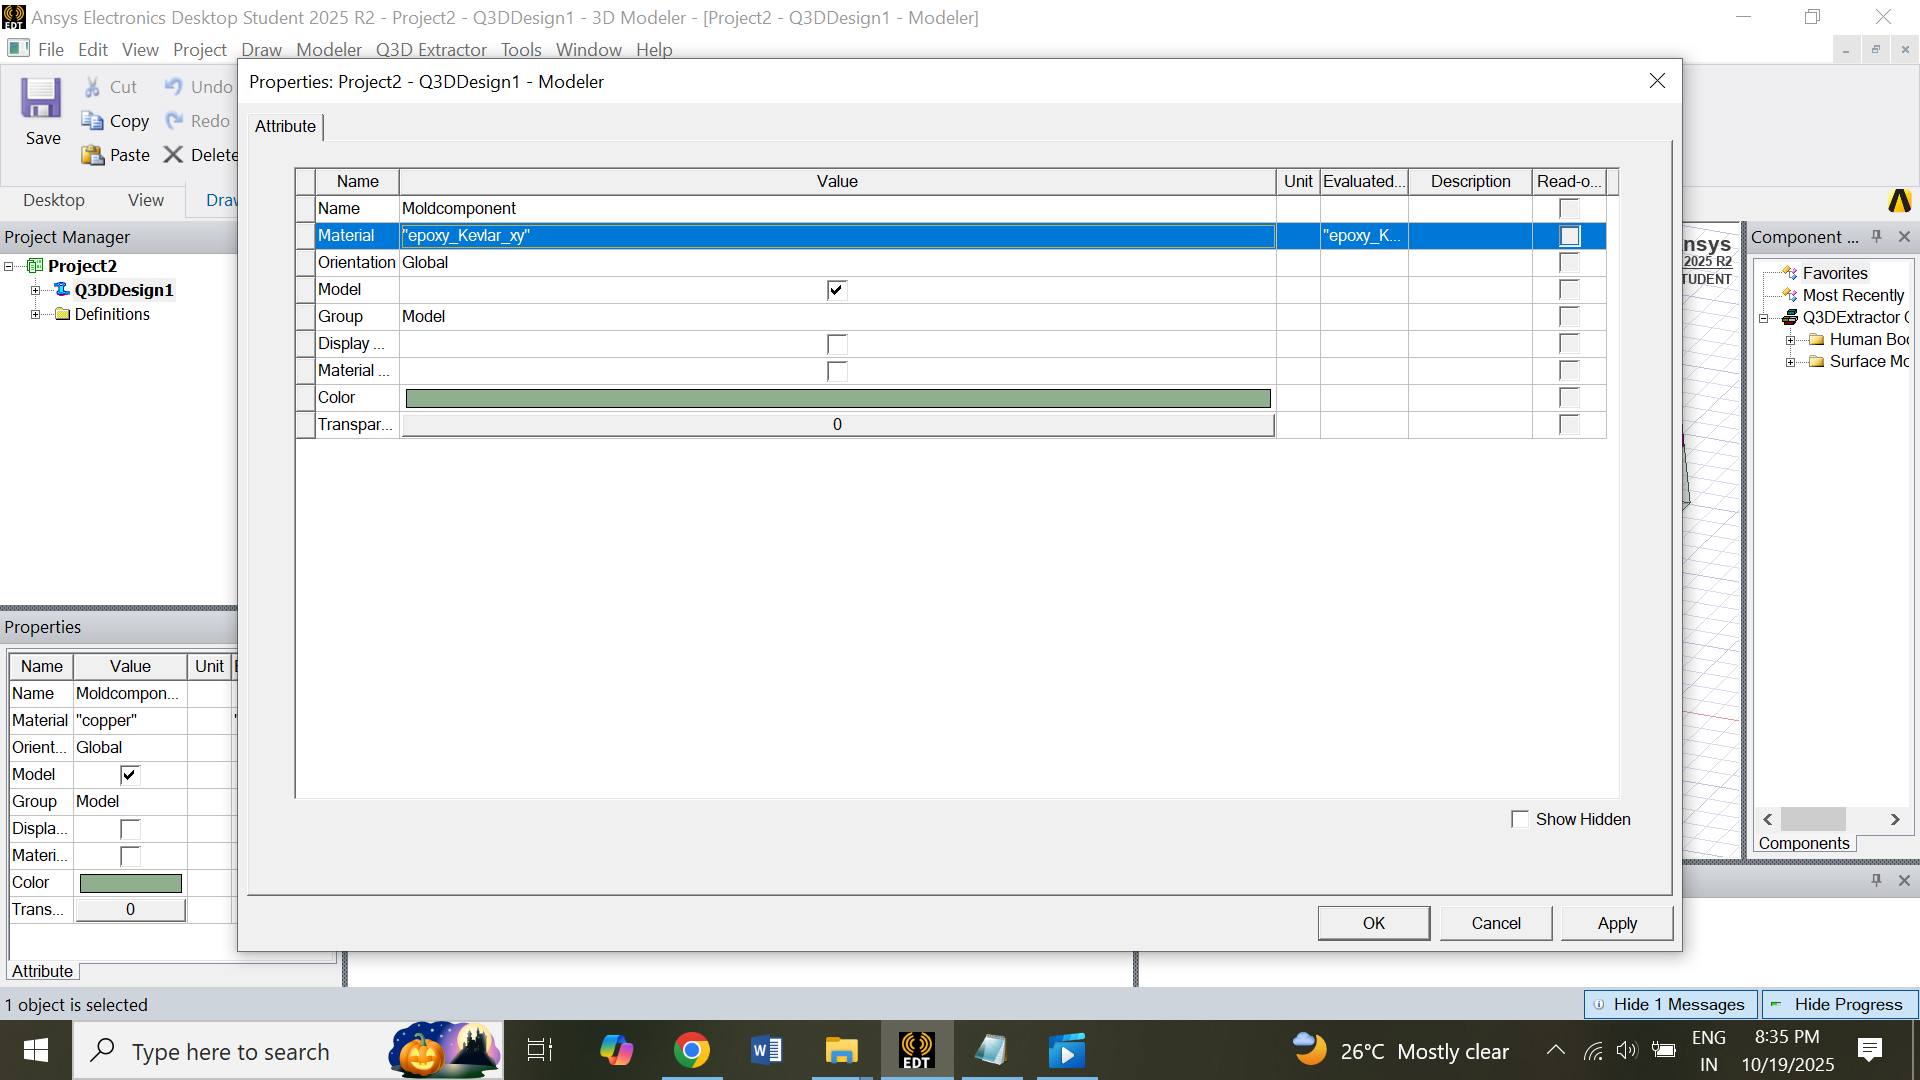 Ansys Electronics Desktop Student 2025 R2 - Project2 - Q3DDesign1 - 3D Modeler - [Project2 - Q3DDesign1 - Modeler]
File Edit View Project Draw Modeler Q3D Extractor Tools Window Help
Save
Cut
Copy
Paste
Undo
Redo
Delete
Desktop View Draw
Project Manager
Project2
Q3DDesign1
Definitions
Properties: Project2 - Q3DDesign1 - Modeler
Attribute
Name Value Unit Evaluated... Description Read-o...
Name Moldcomponent
Material "epoxy_Kevlar_xy" "epoxy_K...
Orientation Global
Model
Group Model
Display ...
Material ...
Color
Transpar... 0
Show Hidden
OK Cancel Apply
nsys
2025 R2
TUDENT
Component ...
Favorites
Most Recently
Q3DExtractor
Human Bo
Surface Mo
Components
Properties
Name Value Unit
Name Moldcompon...
Material "copper"
Orient... Global
Model
Group Model
Displa...
Materi...
Color
Trans... 0
Attribute
1 object is selected
Hide 1 Messages Hide Progress
Type here to search
EDT
26°C Mostly clear
ENG
IN
8:35 PM
10/19/2025